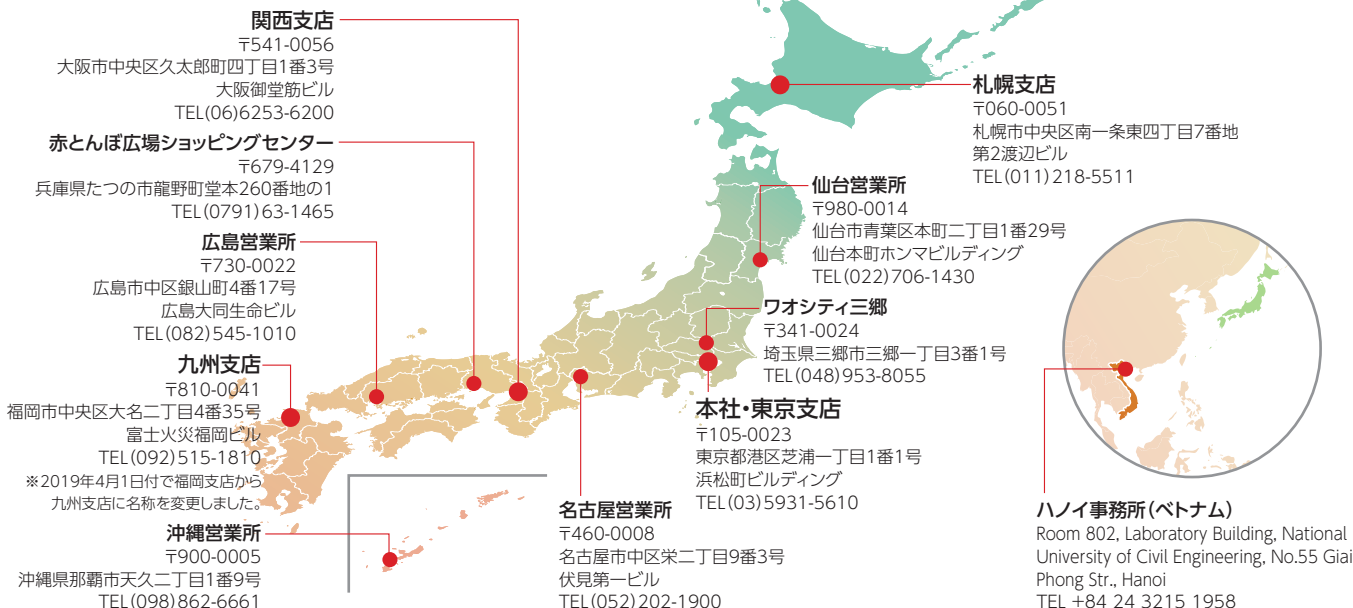 関西支店
〒541-0056
大阪市中央区久太郎町四丁目1番3号
大阪御堂筋ビル
TEL(06)6253-6200
赤とんぼ広場ショッピングセンター
〒679-4129
兵庫県たつの市龍野町堂本260番地の1
TEL(0791)63-1465
広島営業所
〒730-0022
広島市中区銀山町4番17号
広島大同生命ビル
TEL(082)545-1010
九州支店
〒810-0041
福岡市中央区大名二丁目4番35号
富士火災福岡ビル
TEL(092)515-1810
※2019年4月1日付で福岡支店から
九州支店に名称を変更しました。
沖縄営業所
〒900-0005
沖縄県那覇市天久二丁目1番9号
TEL(098)862-6661
札幌支店
〒060-0051
札幌市中央区南一条東四丁目7番地
第2渡辺ビル
TEL(011)218-5511
仙台営業所
〒980-0014
仙台市青葉区本町二丁目1番29号
仙台本町ホンマビルディング
TEL(022)706-1430
ワオシティ三郷
〒341-0024
埼玉県三郷市三郷一丁目3番1号
TEL(048)953-8055
本社・東京支店
〒105-0023
東京都港区芝浦一丁目1番1号
浜松町ビルディング
TEL(03)5931-5610
名古屋営業所
〒460-0008
名古屋市中区栄二丁目9番3号
伏見第一ビル
TEL(052)202-1900
ハノイ事務所(ベトナム)
Room 802, Laboratory Building, National
University of Civil Engineering, No.55 Giai
Phong Str., Hanoi
TEL +84 24 3215 1958